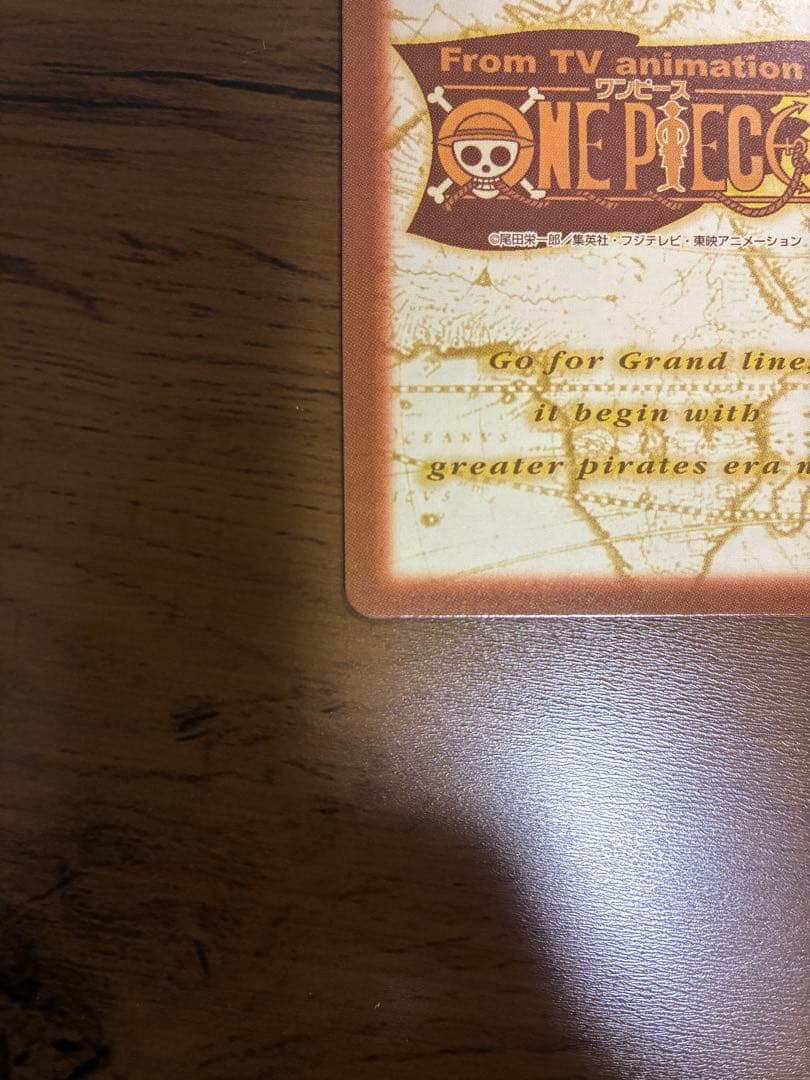 From TV animation
ワンピース
ONE PIECE
©尾田栄一郎／集英社・フジテレビ・東映アニメーション
Go for Grand line,
it begin with
greater pirates era
OCEANVS